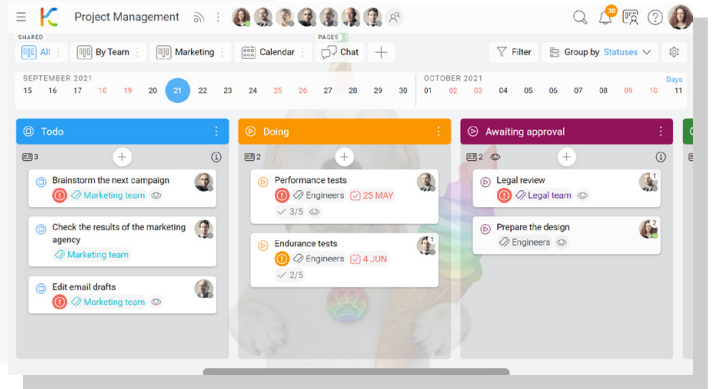 Project Management
30
SHARED
All
By Team
Marketing
Calendar
PAGES
Chat
Filter
Group by Statuses
SEPTEMBER 2021
OCTOBER 2021
Days
15 16 17 18 19 20 21 22 23 24 25 26 27 28 29 30 01 02 03 04 05 06 07 08 09 10 11
Todo
3
Brainstorm the next campaign
Marketing team
Check the results of the marketing
agency
Marketing team
Edit email drafts
Marketing team
Doing
2
Performance tests
Engineers 25 MAY
3/5
1
Endurance tests
Engineers 4 JUN
2/5
Awaiting approval
2
1
Legal review
Legal team
2
Prepare the design
Engineers